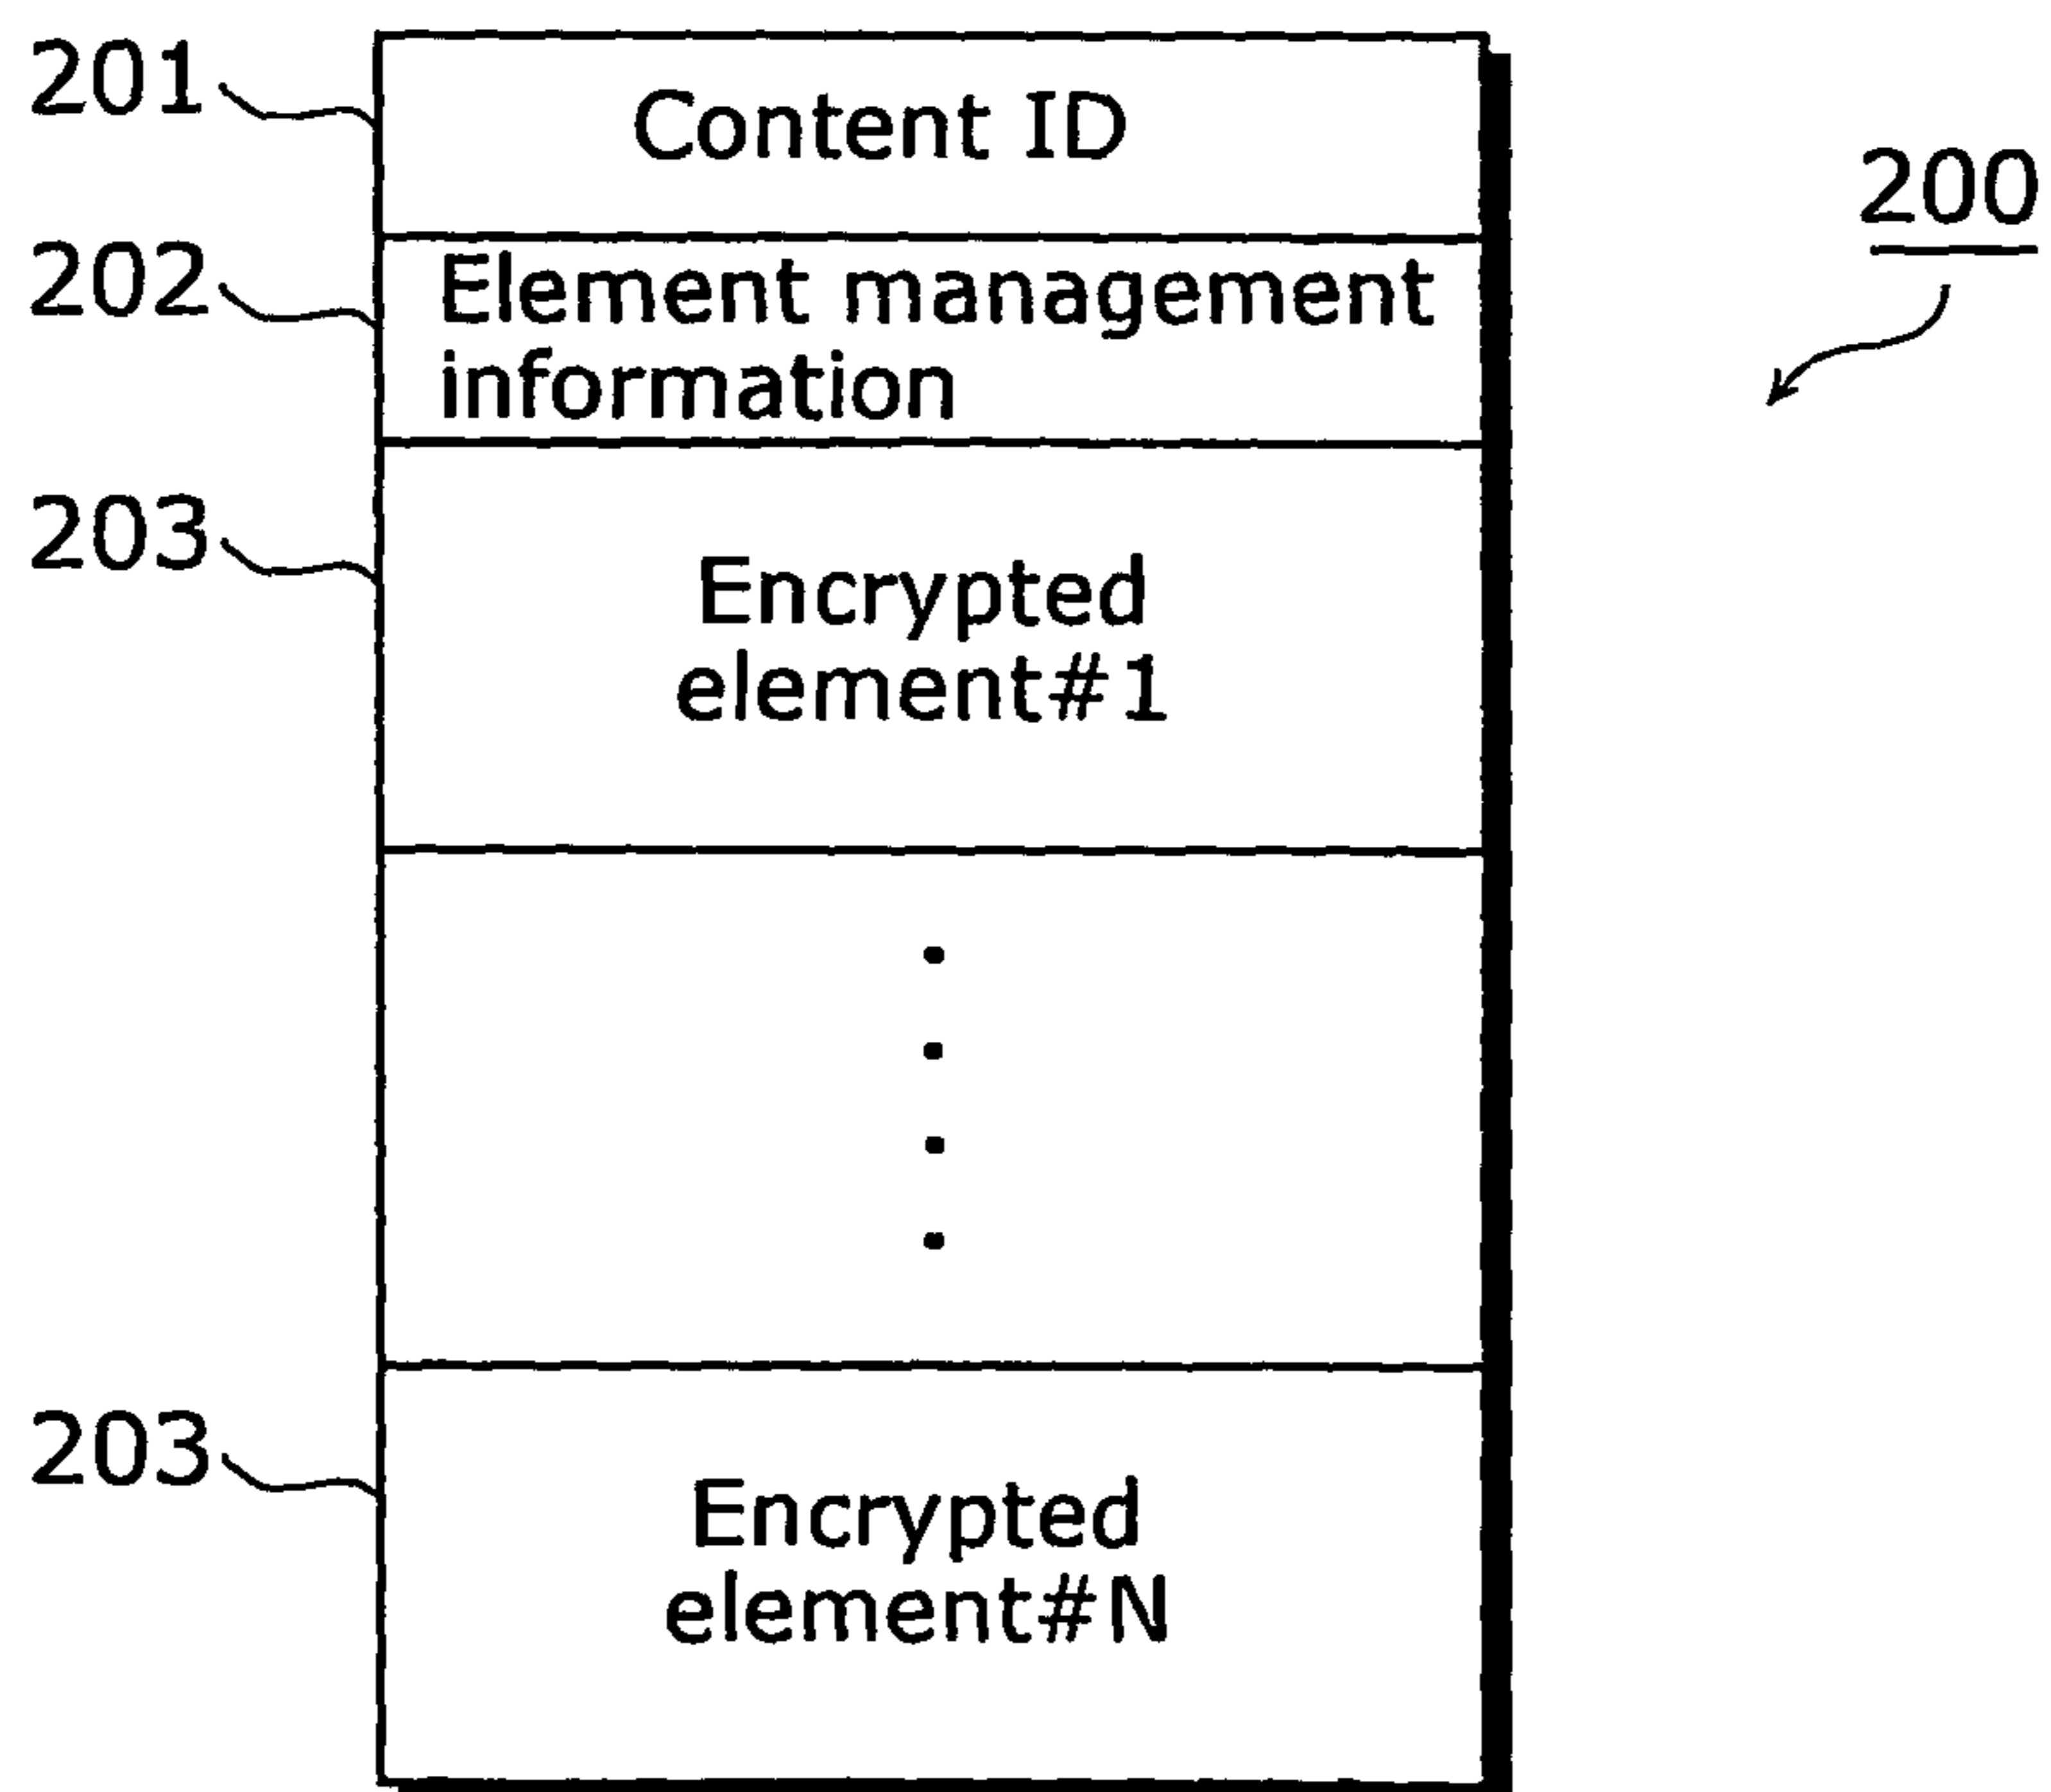 201
Content ID
200
202
Element management
information
203
Encrypted
element#1
203
Encrypted
element#N